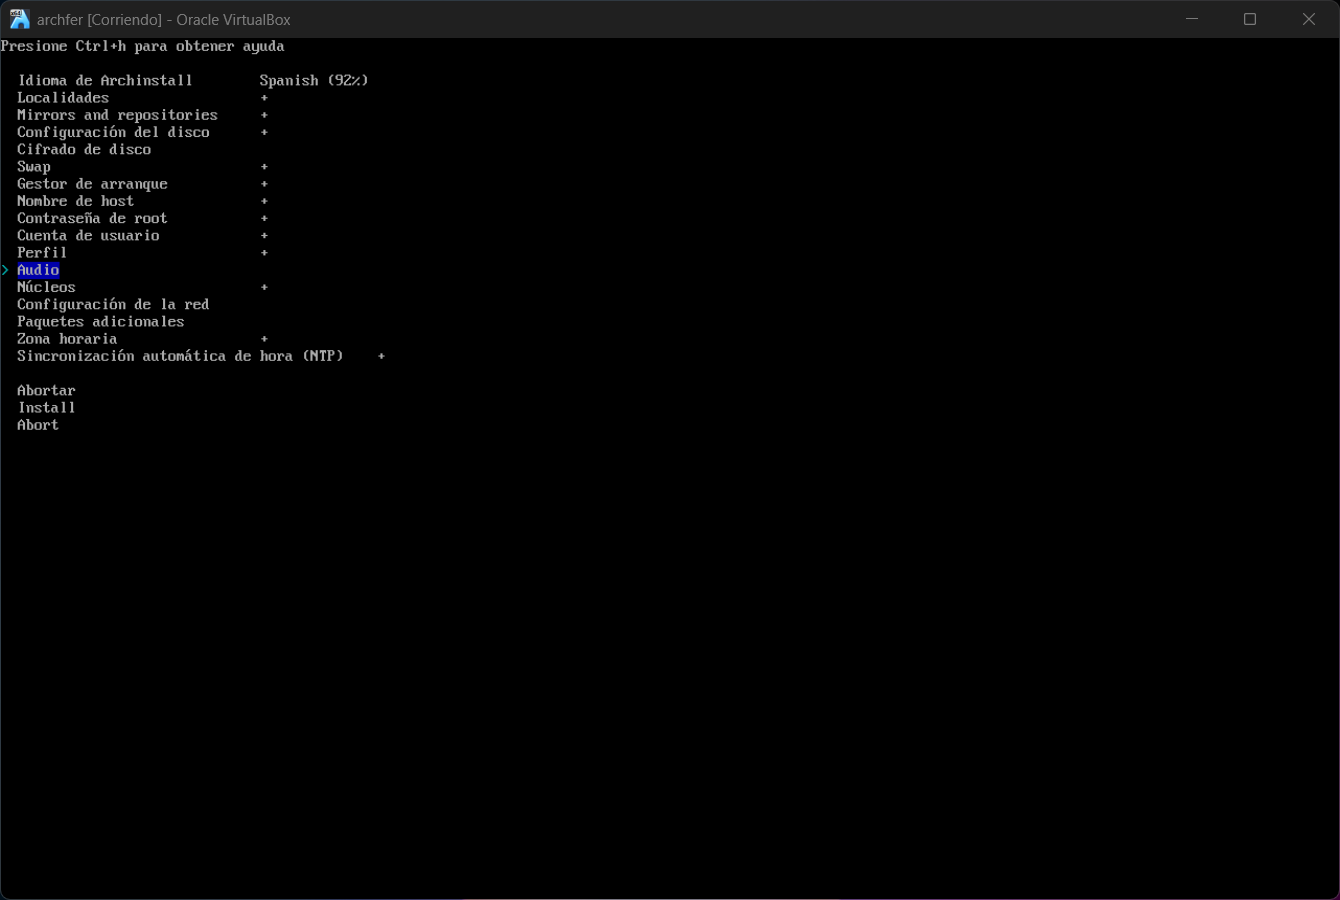 archfer [Corriendo] - Oracle VirtualBox
Presione Ctrl+h para obtener ayuda
Idioma de Archinstall Spanish (92%)
Localidades +
Mirrors and repositories +
Configuración del disco +
Cifrado de disco
Swap +
Gestor de arranque +
Nombre de host +
Contraseña de root +
Cuenta de usuario +
Perfil +
> Audio
Núcleos +
Configuración de la red
Paquetes adicionales
Zona horaria +
Sincronización automática de hora (NTP) +
Abortar
Install
Abort